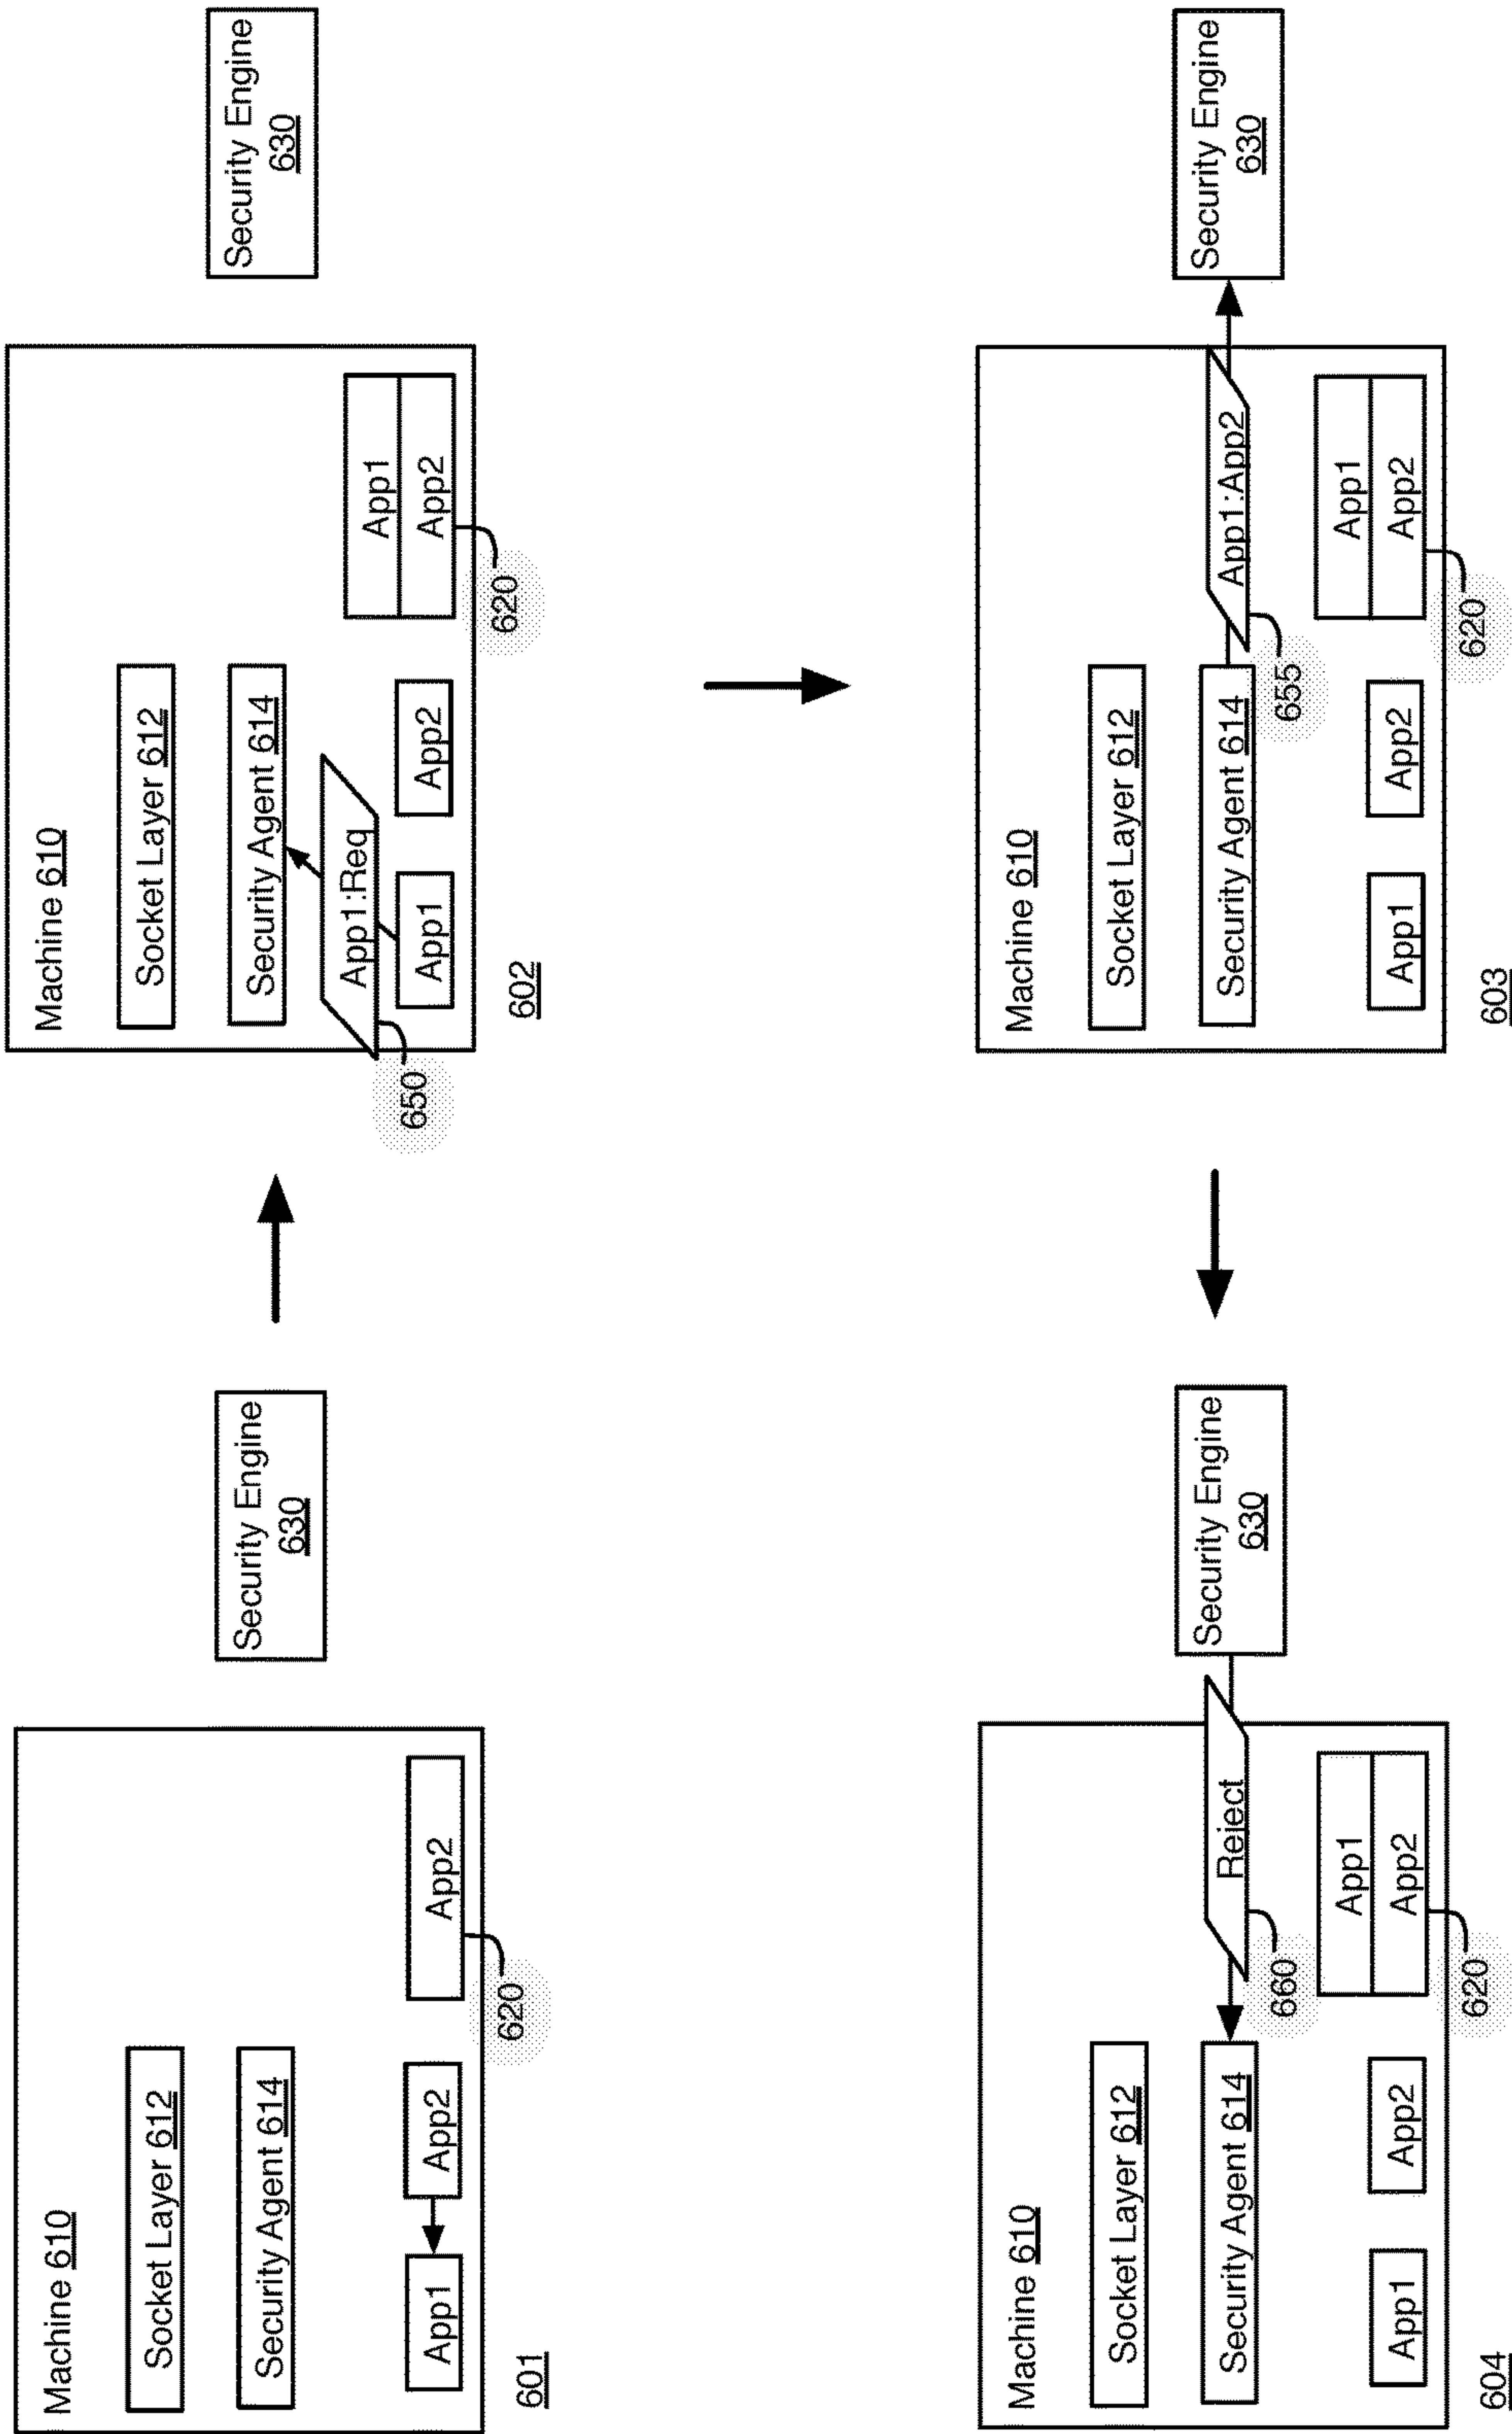 Machine 610
Socket Layer 612
Security Agent 614
App1
App2
App2
620
Security Engine
630
601
Machine 610
Socket Layer 612
Security Agent 614
App1:Req
650
App1
App2
App1
App2
620
Security Engine
630
602
Machine 610
Socket Layer 612
Security Agent 614
App1:App2
655
App1
App2
App1
App2
620
Security Engine
630
603
Machine 610
Socket Layer 612
Security Agent 614
Reject
660
App1
App2
App1
App2
620
Security Engine
630
604